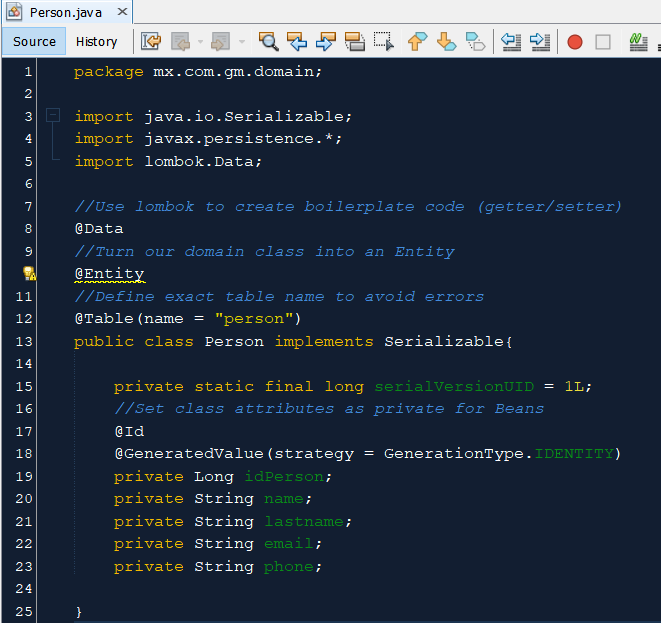 Person.java
Source History
1 package mx.com.gm.domain;
2
3 import java.io.Serializable;
4 import javax.persistence.*;
5 import lombok.Data;
6
7 //Use lombok to create boilerplate code (getter/setter)
8 @Data
9 //Turn our domain class into an Entity
@Entity
11 //Define exact table name to avoid errors
12 @Table(name = "person")
13 public class Person implements Serializable{
14
15 private static final long serialVersionUID = 1L;
16 //Set class attributes as private for Beans
17 @Id
18 @GeneratedValue(strategy = GenerationType.IDENTITY)
19 private Long idPerson;
20 private String name;
21 private String lastname;
22 private String email;
23 private String phone;
24
25 }